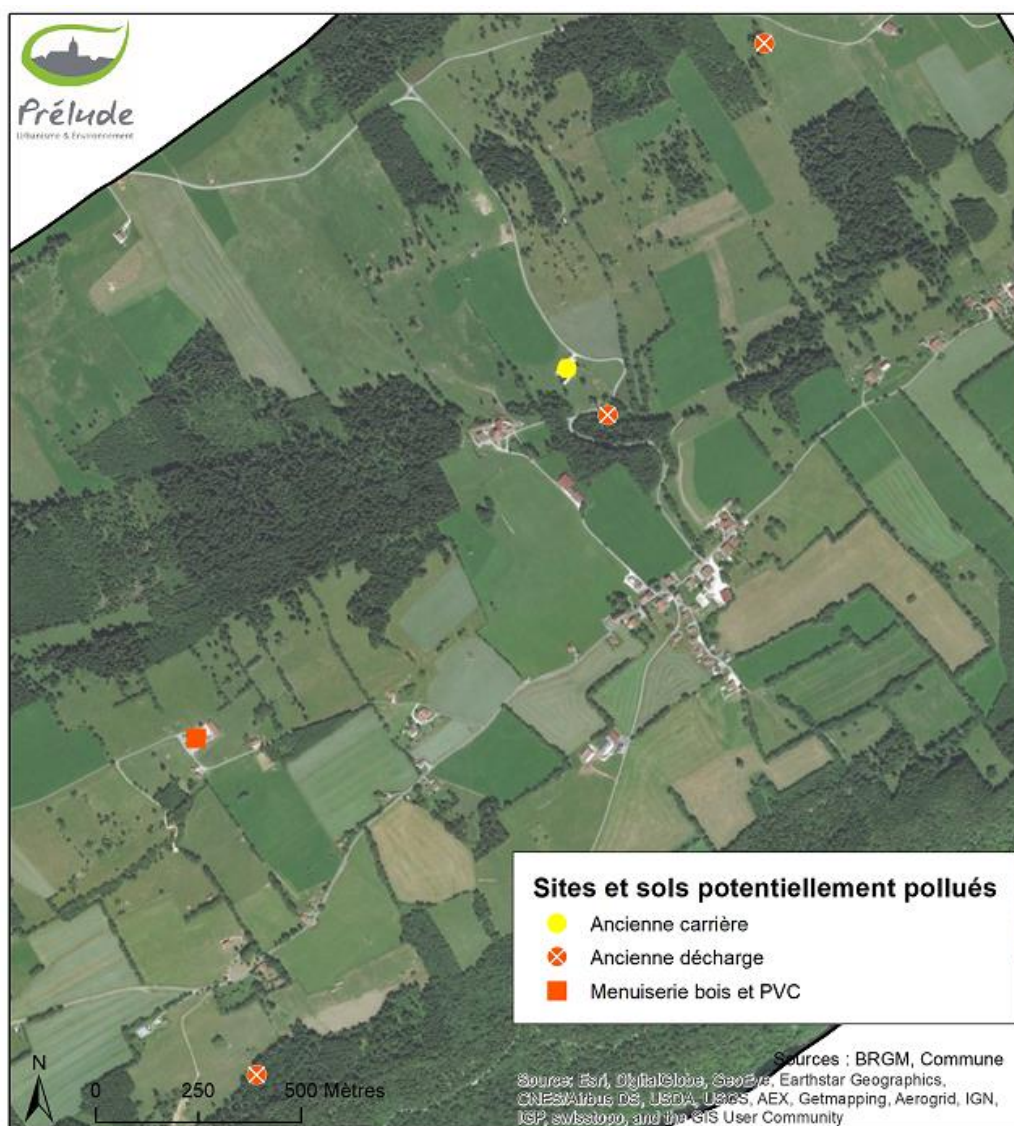 Prélude
Urbanisme & Environnement
Sites et sols potentiellement pollués
Ancienne carrière
Ancienne décharge
Menuiserie bois et PVC
N
0 250 500 Mètres
Sources : BRGM, Commune
Source: Esri, DigitalGlobe, GeoEye, Earthstar Geographics,
CNES/Airbus DS, USDA, USGS, AEX, Getmapping, Aerogrid, IGN,
IGP, swisstopo, and the GIS User Community